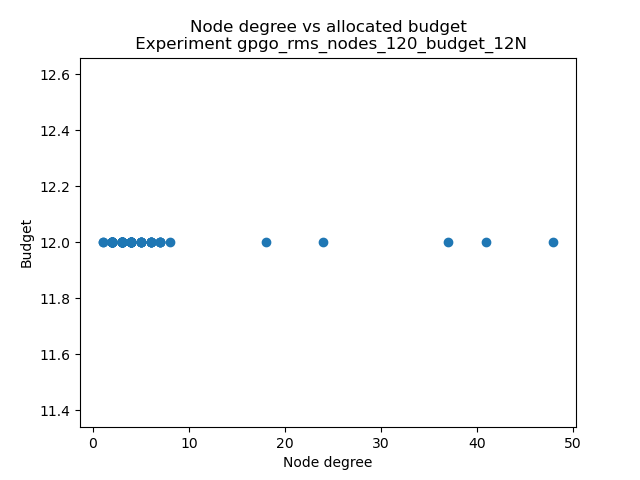 Node degree vs allocated budget
Experiment gpgo_rms_nodes_120_budget_12N
12.6
12.4
12.2
12.0
11.8
11.6
11.4
Budget
0 10 20 30 40 50
Node degree